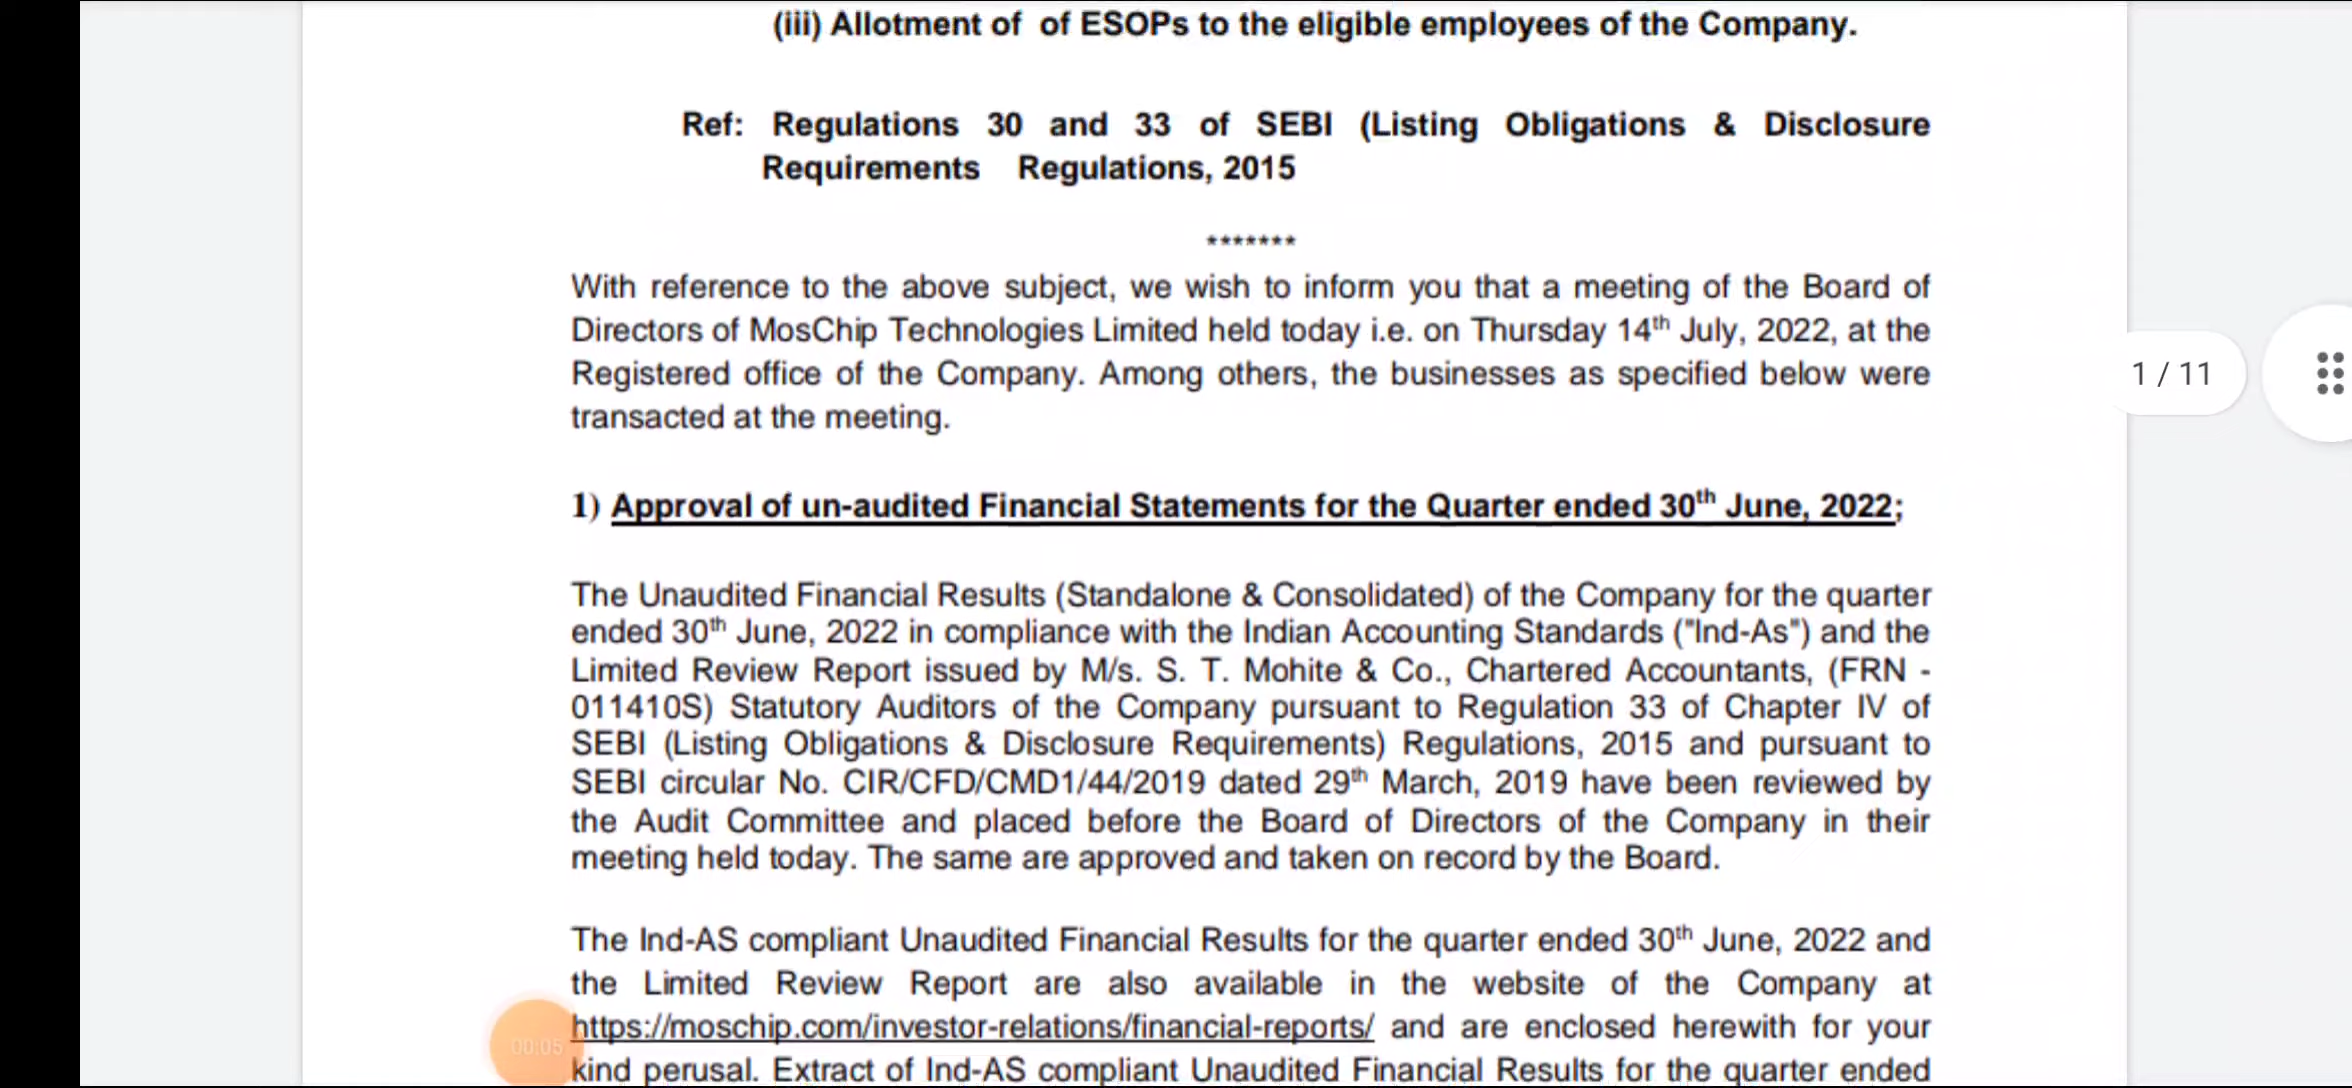 (iii) Allotment of of ESOPs to the eligible employees of the Company.
Ref: Regulations 30 and 33 of SEBI (Listing Obligations & Disclosure
Requirements Regulations, 2015
*******
With reference to the above subject, we wish to inform you that a meeting of the Board of
Directors of MosChip Technologies Limited held today i.e. on Thursday 14th July, 2022, at the
Registered office of the Company. Among others, the businesses as specified below were
transacted at the meeting.
1 / 11
1) Approval of un-audited Financial Statements for the Quarter ended 30th June, 2022;
The Unaudited Financial Results (Standalone & Consolidated) of the Company for the quarter
ended 30th June, 2022 in compliance with the Indian Accounting Standards ("Ind-As") and the
Limited Review Report issued by M/s. S. T. Mohite & Co., Chartered Accountants, (FRN -
011410S) Statutory Auditors of the Company pursuant to Regulation 33 of Chapter IV of
SEBI (Listing Obligations & Disclosure Requirements) Regulations, 2015 and pursuant to
SEBI circular No. CIR/CFD/CMD1/44/2019 dated 29th March, 2019 have been reviewed by
the Audit Committee and placed before the Board of Directors of the Company in their
meeting held today. The same are approved and taken on record by the Board.
The Ind-AS compliant Unaudited Financial Results for the quarter ended 30th June, 2022 and
the Limited Review Report are also available in the website of the Company at
https://moschip.com/investor-relations/financial-reports/ and are enclosed herewith for your
00:05
kind perusal. Extract of Ind-AS compliant Unaudited Financial Results for the quarter ended